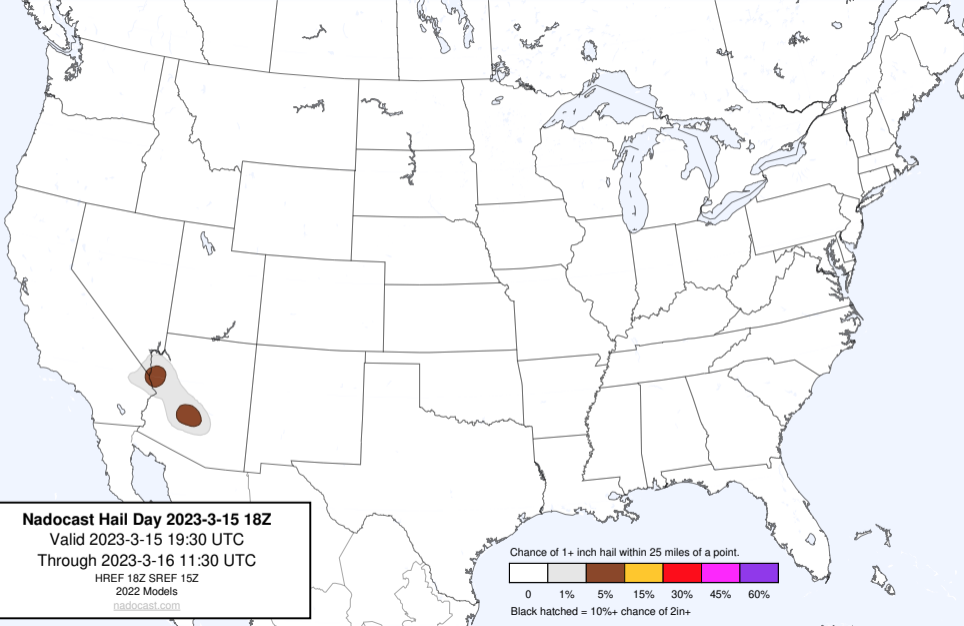 Nadocast Hail Day 2023-3-15 18Z
Valid 2023-3-15 19:30 UTC
Through 2023-3-16 11:30 UTC
HREF 18Z SREF 15Z
2022 Models
nadocast.com
Chance of 1+ inch hail within 25 miles of a point.
0 1% 5% 15% 30% 45% 60%
Black hatched = 10%+ chance of 2in+